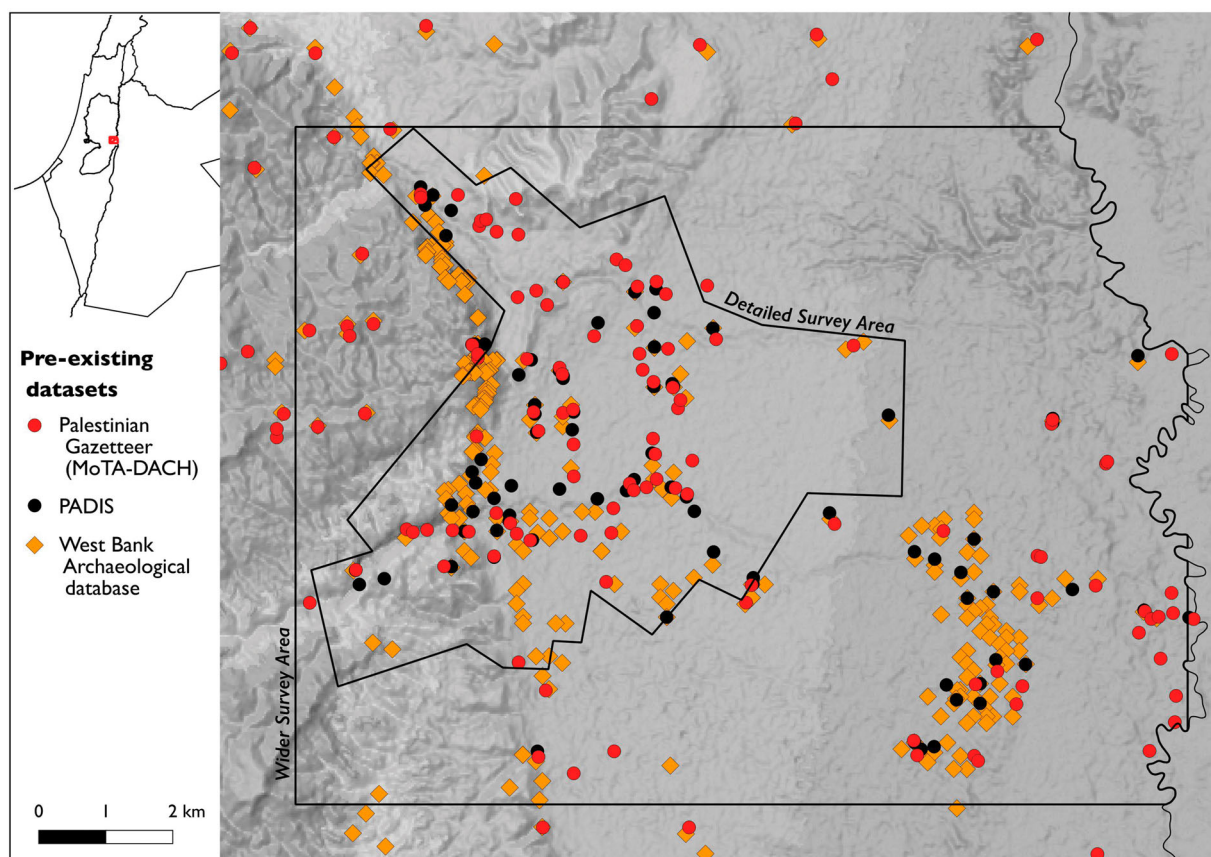 Pre-existing
datasets
Palestinian
Gazetteer
(MoTA-DACH)
PADIS
West Bank
Archaeological
database
0 1 2 km
Detailed Survey Area
Wider Survey Area